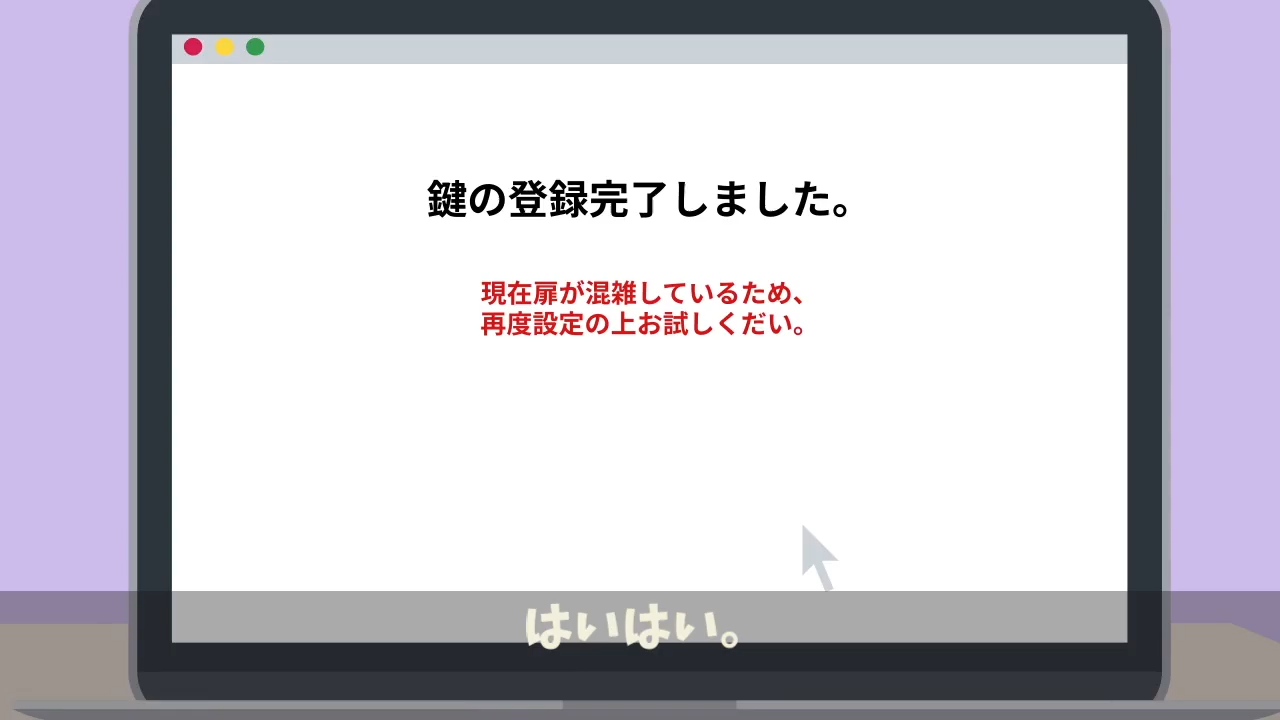 鍵の登録完了しました。
現在扉が混雑しているため、
再度設定の上お試しくだい。
はいはい。